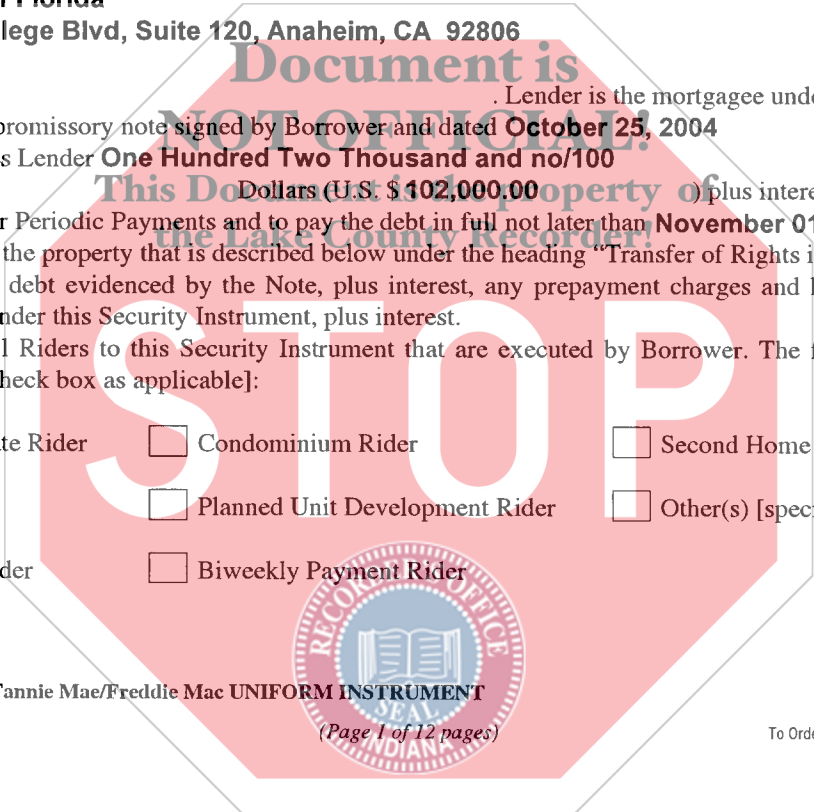 Florida
lege Blvd, Suite 120, Anaheim, CA 92806
Document is
. Lender is the mortgagee unde
NOT OFFICIAL!
promissory note signed by Borrower and dated October 25, 2004
s Lender One Hundred Two Thousand and no/100
This Document is the property of
Dollars (U.S. $ 102,000.00 ) plus intere
r Periodic Payments and to pay the debt in full not later than November 01
the Lake County Recorder!
the property that is described below under the heading “Transfer of Rights i
debt evidenced by the Note, plus interest, any prepayment charges and l
nder this Security Instrument, plus interest.
l Riders to this Security Instrument that are executed by Borrower. The f
heck box as applicable]:
STOP
te Rider Condominium Rider Second Home
Planned Unit Development Rider Other(s) [speci
der Biweekly Payment Rider
RECORDER'S OFFICE
annie Mae/Freddie Mac UNIFORM INSTRUMENT
SEAL
(Page 1 of 12 pages) To Orde
INDIANA